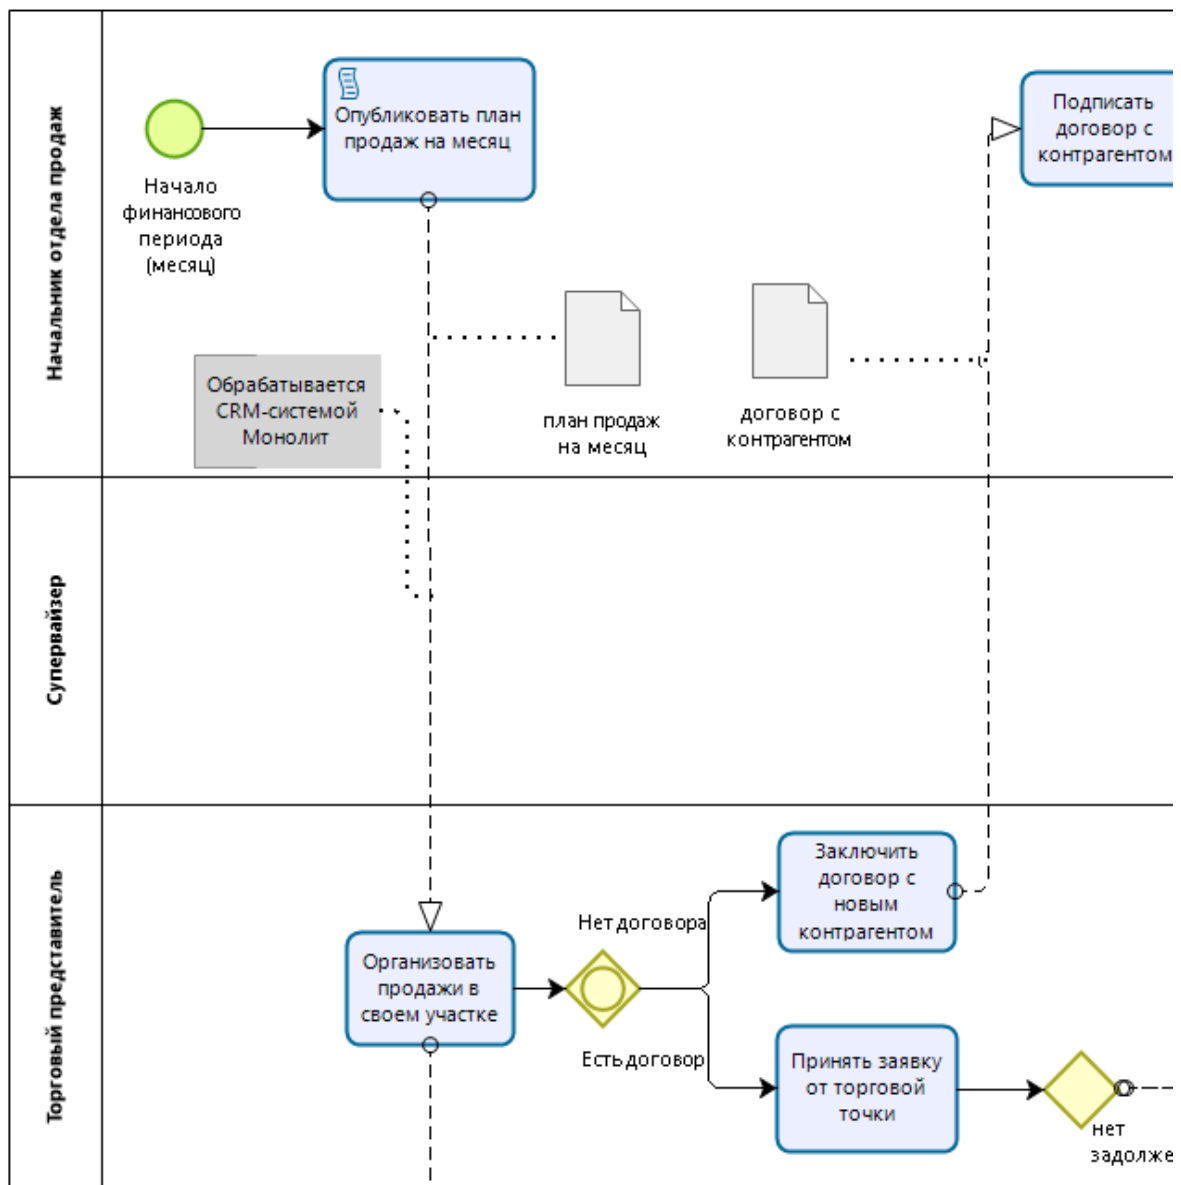 Начальник отдела продаж
Опубликовать план
продаж на месяц
Подписать
договор с
контрагентом
Начало
финансового
периода
(месяц)
Обрабатывается
CRM-системой
Монолит
план продаж
на месяц
договор с
контрагентом
Супервайзер
Торговый представитель
Организовать
продажи в
своем участке
Нет договора
Есть договор
Заключить
договор с
новым
контрагентом
Принять заявку
от торговой
точки
нет
задолже